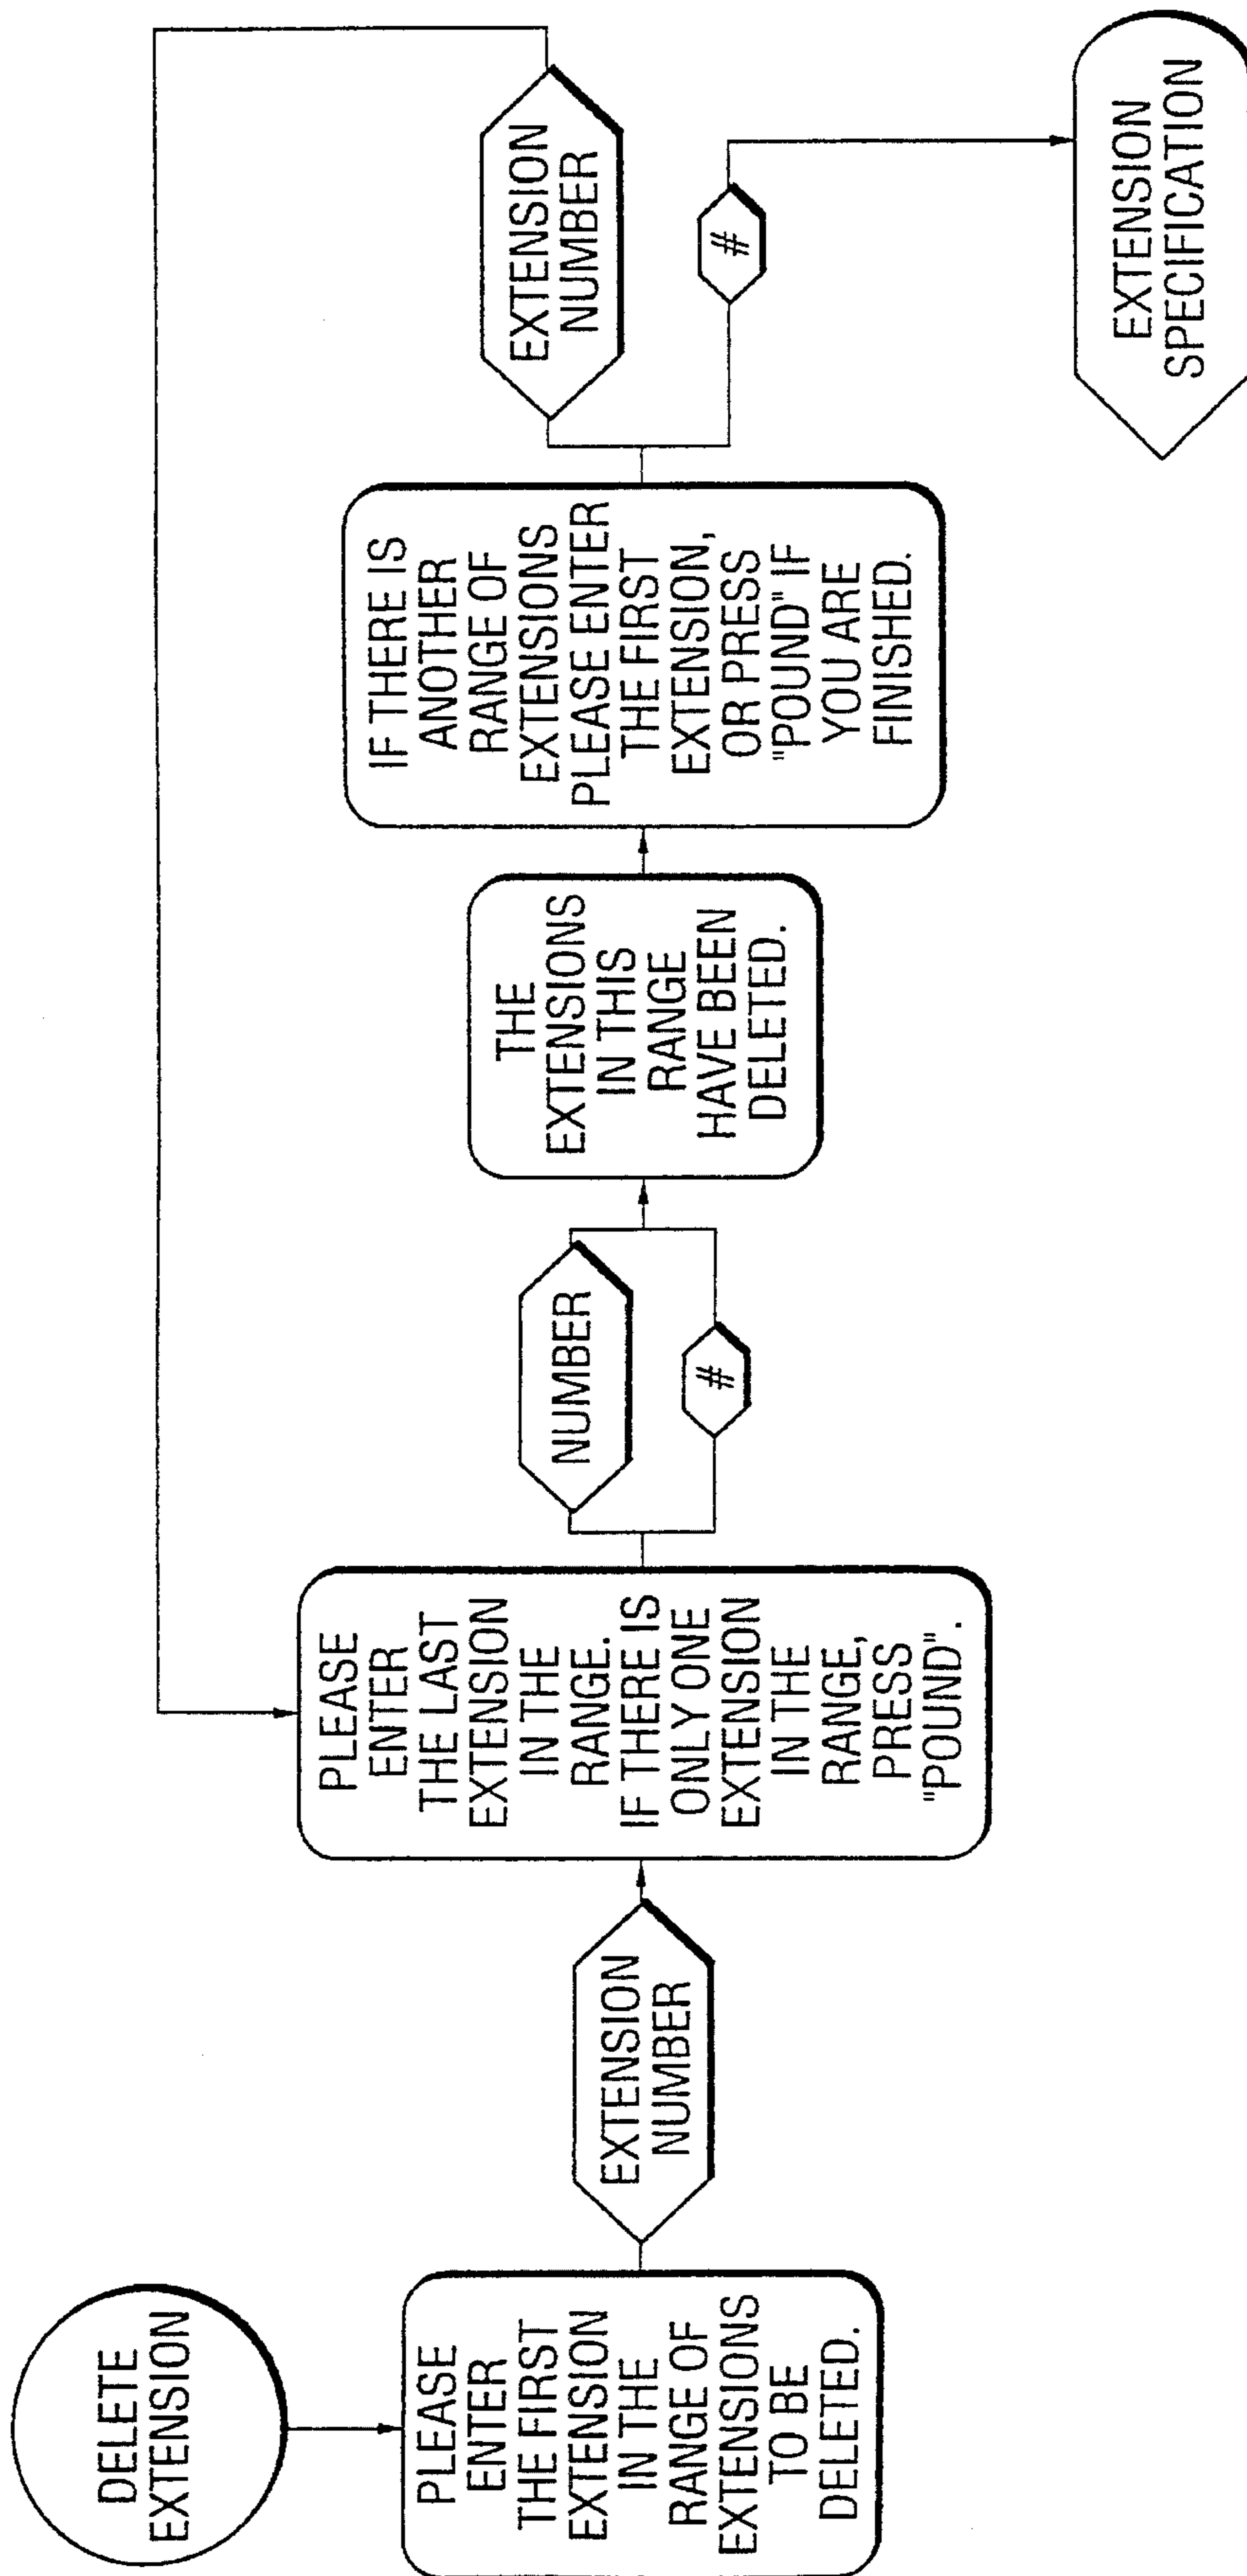 DELETE
EXTENSION
PLEASE
ENTER
THE FIRST
EXTENSION
IN THE
RANGE OF
EXTENSIONS
TO BE
DELETED.
EXTENSION
NUMBER
PLEASE
ENTER
THE LAST
EXTENSION
IN THE
RANGE.
IF THERE IS
ONLY ONE
EXTENSION
IN THE
RANGE,
PRESS
"POUND".
NUMBER
#
THE
EXTENSIONS
IN THIS
RANGE
HAVE BEEN
DELETED.
IF THERE IS
ANOTHER
RANGE OF
EXTENSIONS
PLEASE ENTER
THE FIRST
EXTENSION,
OR PRESS
"POUND" IF
YOU ARE
FINISHED.
EXTENSION
NUMBER
#
EXTENSION
SPECIFICATION